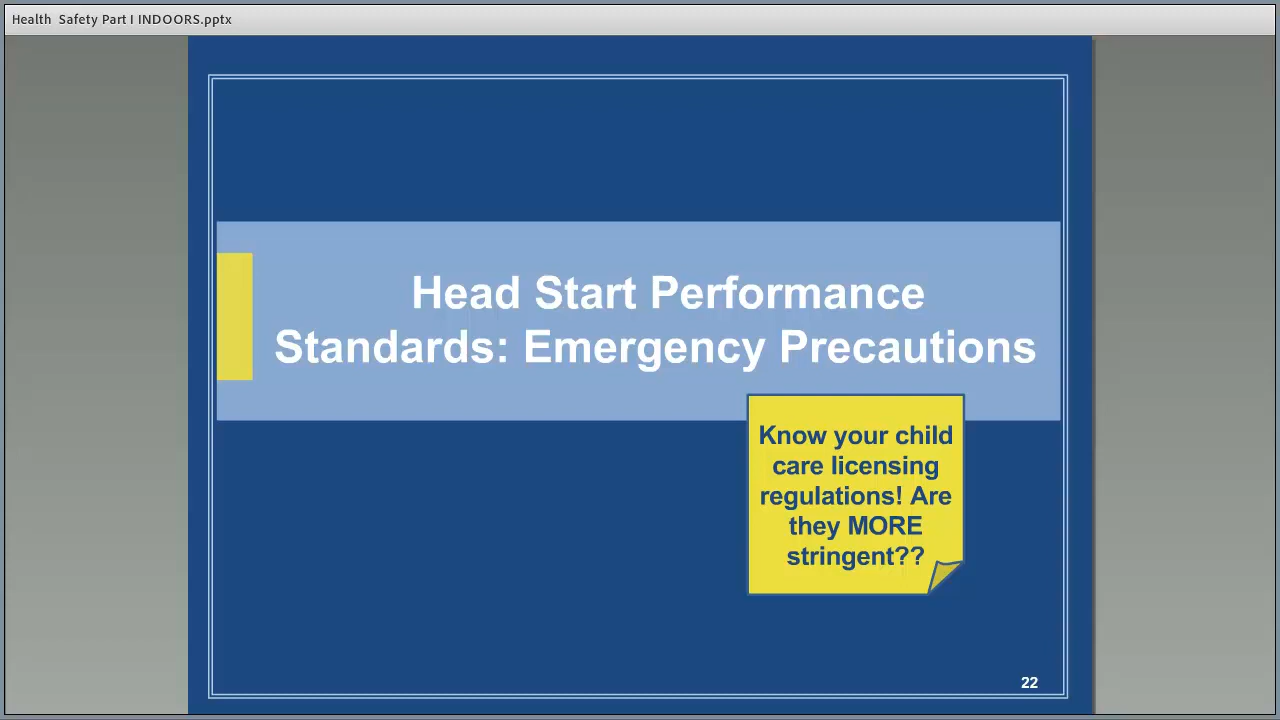 Health  Safety Part I INDOORS.pptx
Head Start Performance
Standards: Emergency Precautions
Know your child
care licensing
regulations! Are
they MORE
stringent??
22